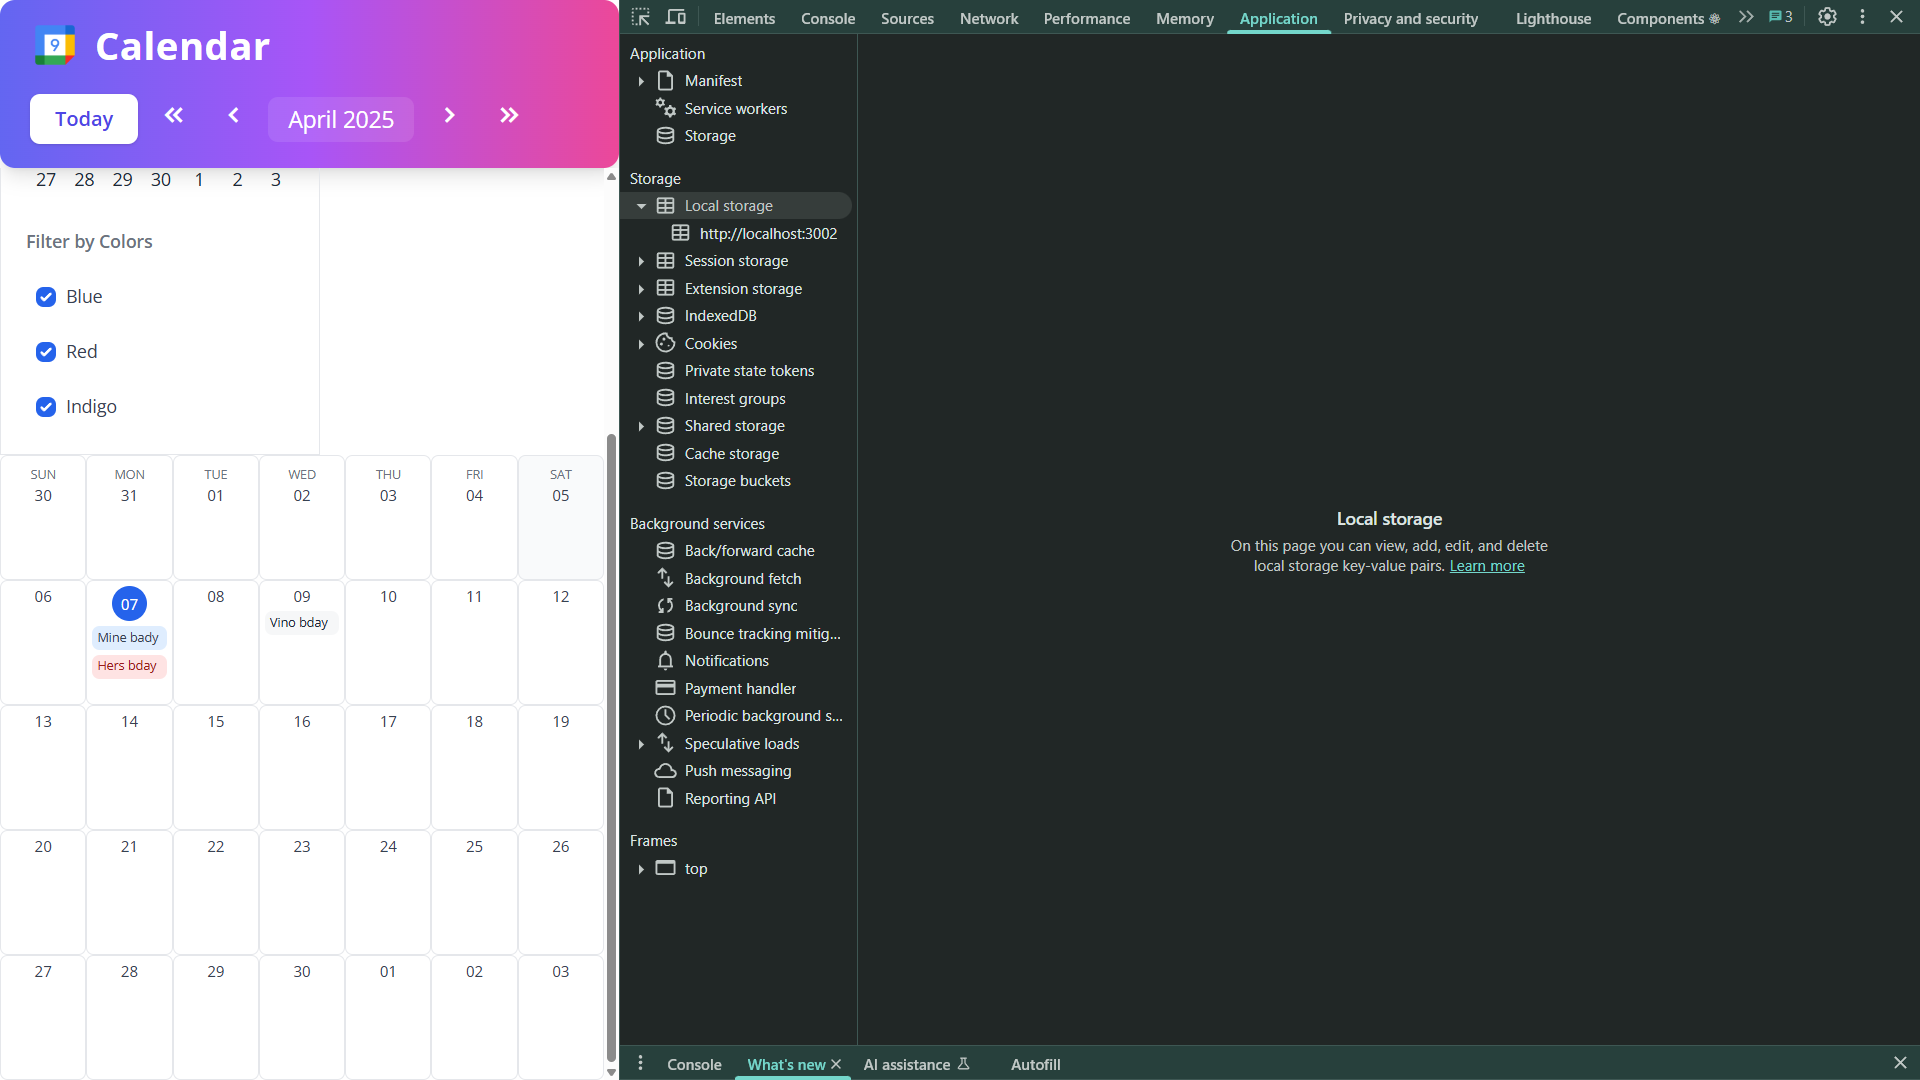 9 Calendar
Today April 2025
27 28 29 30 1 2 3
Filter by Colors
Blue
Red
Indigo
SUN MON TUE WED THU FRI SAT
30 31 01 02 03 04 05
06 07 08 09 10 11 12
Mine bady Vino bday
Hers bday
13 14 15 16 17 18 19
20 21 22 23 24 25 26
27 28 29 30 01 02 03
Elements Console Sources Network Performance Memory Application Privacy and security Lighthouse Components 3
Application
Manifest
Service workers
Storage
Storage
Local storage
http://localhost:3002
Session storage
Extension storage
IndexedDB
Cookies
Private state tokens
Interest groups
Shared storage
Cache storage
Storage buckets
Background services
Back/forward cache
Background fetch
Background sync
Bounce tracking mitig...
Notifications
Payment handler
Periodic background s...
Speculative loads
Push messaging
Reporting API
Frames
top
Local storage
On this page you can view, add, edit, and delete
local storage key-value pairs. Learn more
Console What's new AI assistance Autofill